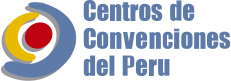 Centros de
Convenciones
del Peru